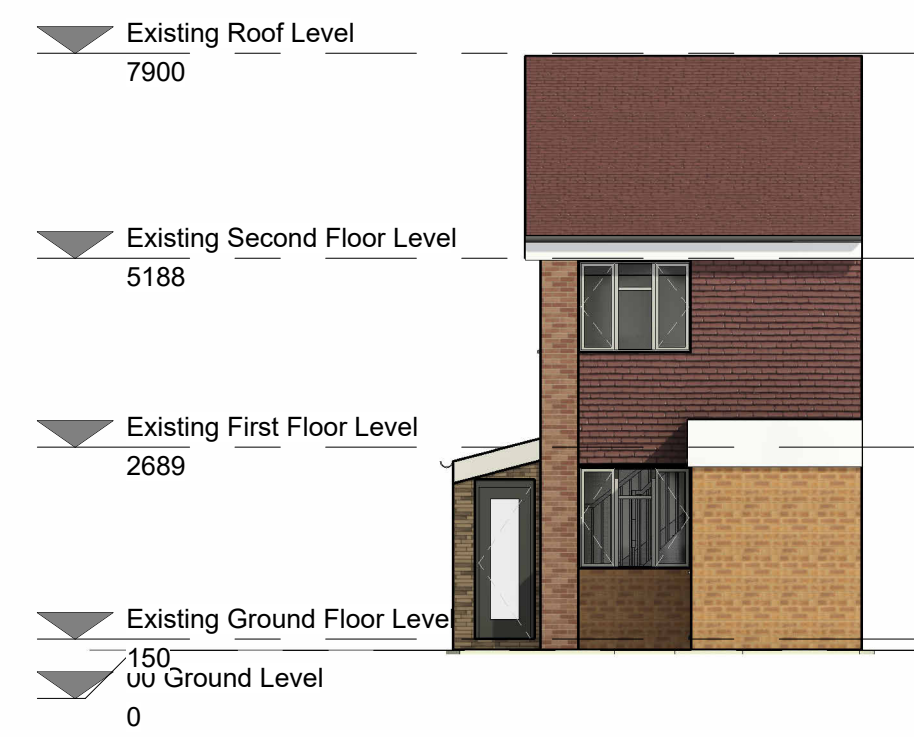 Existing Roof Level
7900
Existing Second Floor Level
5188
Existing First Floor Level
2689
Existing Ground Floor Level
150
00 Ground Level
0